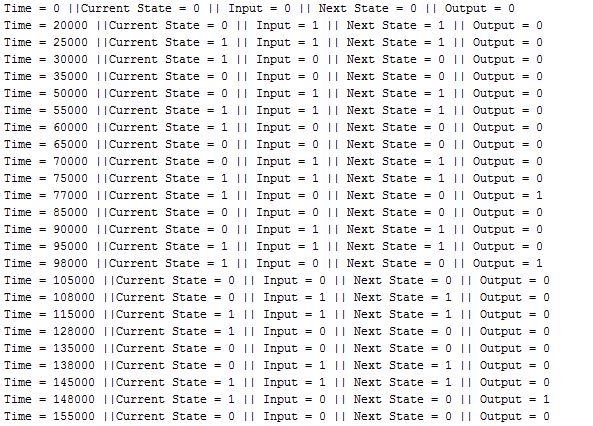 Time = 0 ||Current State = 0 || Input = 0 || Next State = 0 || Output = 0
Time = 20000 ||Current State = 0 || Input = 1 || Next State = 1 || Output = 0
Time = 25000 ||Current State = 1 || Input = 1 || Next State = 1 || Output = 0
Time = 30000 ||Current State = 1 || Input = 0 || Next State = 0 || Output = 0
Time = 35000 ||Current State = 0 || Input = 0 || Next State = 0 || Output = 0
Time = 50000 ||Current State = 0 || Input = 1 || Next State = 1 || Output = 0
Time = 55000 ||Current State = 1 || Input = 1 || Next State = 1 || Output = 0
Time = 60000 ||Current State = 1 || Input = 0 || Next State = 0 || Output = 0
Time = 65000 ||Current State = 0 || Input = 0 || Next State = 0 || Output = 0
Time = 70000 ||Current State = 0 || Input = 1 || Next State = 1 || Output = 0
Time = 75000 ||Current State = 1 || Input = 1 || Next State = 1 || Output = 0
Time = 77000 ||Current State = 1 || Input = 0 || Next State = 0 || Output = 1
Time = 85000 ||Current State = 0 || Input = 0 || Next State = 0 || Output = 0
Time = 90000 ||Current State = 0 || Input = 1 || Next State = 1 || Output = 0
Time = 95000 ||Current State = 1 || Input = 1 || Next State = 1 || Output = 0
Time = 98000 ||Current State = 1 || Input = 0 || Next State = 0 || Output = 1
Time = 105000 ||Current State = 0 || Input = 0 || Next State = 0 || Output = 0
Time = 108000 ||Current State = 0 || Input = 1 || Next State = 1 || Output = 0
Time = 115000 ||Current State = 1 || Input = 1 || Next State = 1 || Output = 0
Time = 128000 ||Current State = 1 || Input = 0 || Next State = 0 || Output = 0
Time = 135000 ||Current State = 0 || Input = 0 || Next State = 0 || Output = 0
Time = 138000 ||Current State = 0 || Input = 1 || Next State = 1 || Output = 0
Time = 145000 ||Current State = 1 || Input = 1 || Next State = 1 || Output = 0
Time = 148000 ||Current State = 1 || Input = 0 || Next State = 0 || Output = 1
Time = 155000 ||Current State = 0 || Input = 0 || Next State = 0 || Output = 0